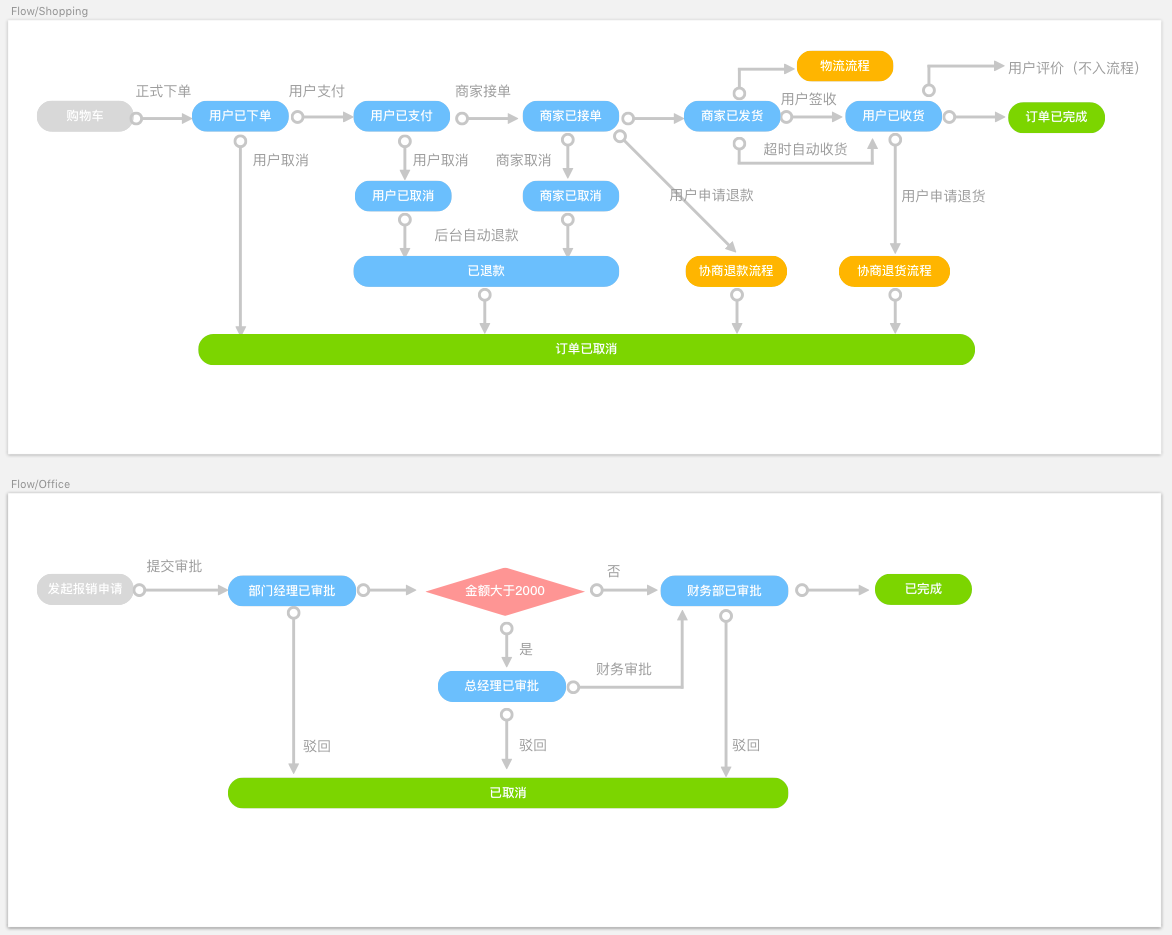 Flow/Shopping
物流流程
用户评价（不入流程）
正式下单
用户支付
商家接单
用户签收
购物车
用户已下单
用户已支付
商家已接单
商家已发货
用户已收货
订单已完成
超时自动收货
用户取消
用户取消
商家取消
用户已取消
商家已取消
用户申请退款
用户申请退货
后台自动退款
已退款
协商退款流程
协商退货流程
订单已取消
Flow/Office
提交审批
否
发起报销申请
部门经理已审批
金额大于2000
财务部已审批
已完成
是
财务审批
总经理已审批
驳回
驳回
驳回
已取消